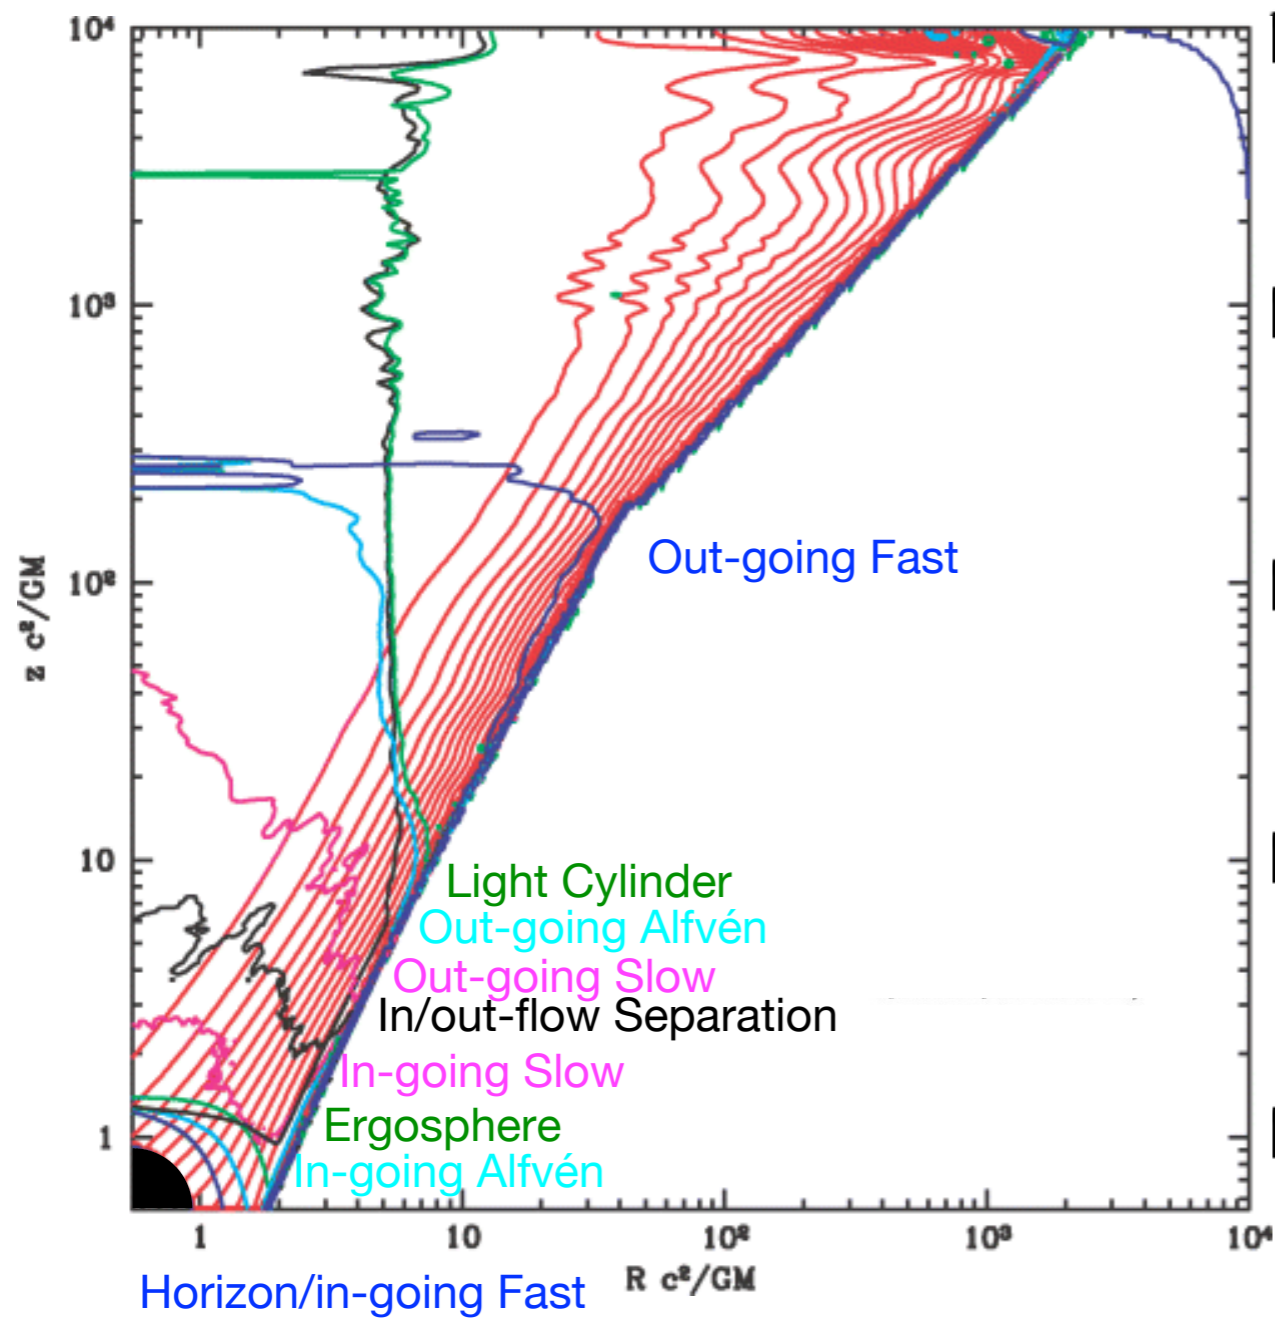 10⁴
10³
10²
10
1
z c²/GM
Out-going Fast
Light Cylinder
Out-going Alfvén
Out-going Slow
In/out-flow Separation
In-going Slow
Ergosphere
In-going Alfvén
1
10
10²
10³
10⁴
R c²/GM
Horizon/in-going Fast